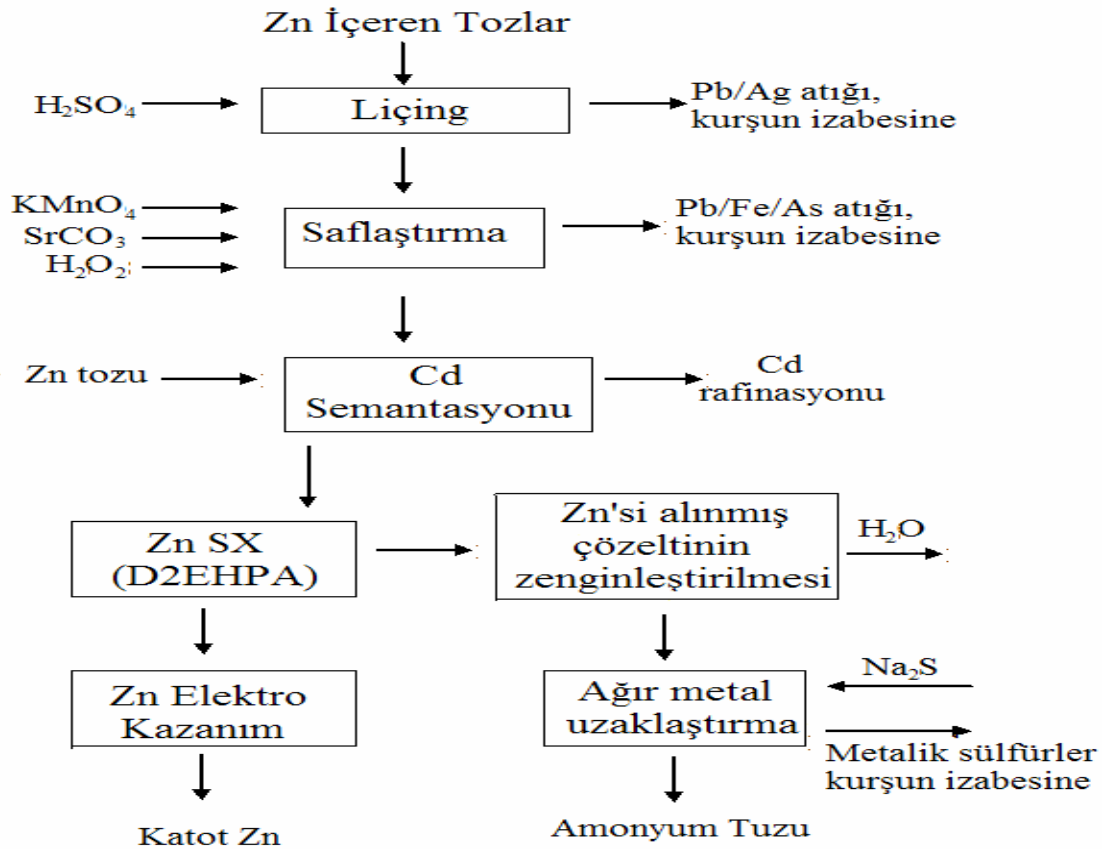 Zn İçeren Tozlar
H₂SO₄
Liçing
Pb/Ag atığı,
kurşun izabesine
KMnO₄
SrCO₃
H₂O₂
Saflaştırma
Pb/Fe/As atığı,
kurşun izabesine
Zn tozu
Cd
Semantasyonu
Cd
rafinasyonu
Zn SX
(D2EHPA)
Zn'si alınmış
çözeltinin
zenginleştirilmesi
H₂O
Zn Elektro
Kazanım
Ağır metal
uzaklaştırma
Na₂S
Metalik sülfürler
kurşun izabesine
Katot Zn
Amonyum Tuzu